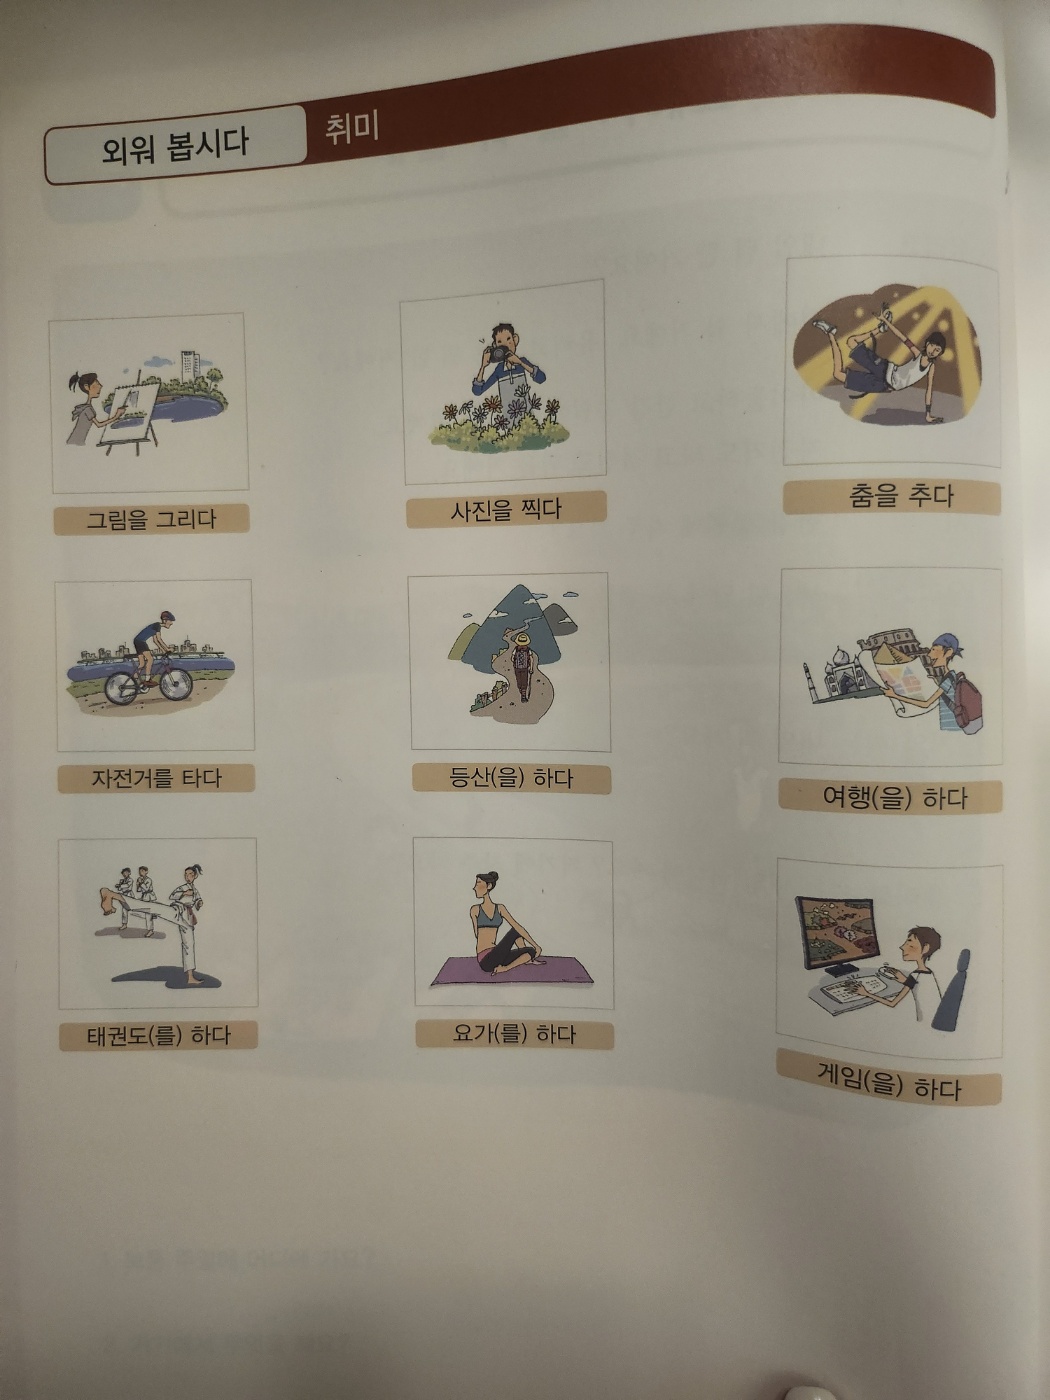 외워 봅시다
취미
그림을 그리다
사진을 찍다
춤을 추다
자전거를 타다
등산(을) 하다
여행(을) 하다
태권도(를) 하다
요가(를) 하다
게임(을) 하다